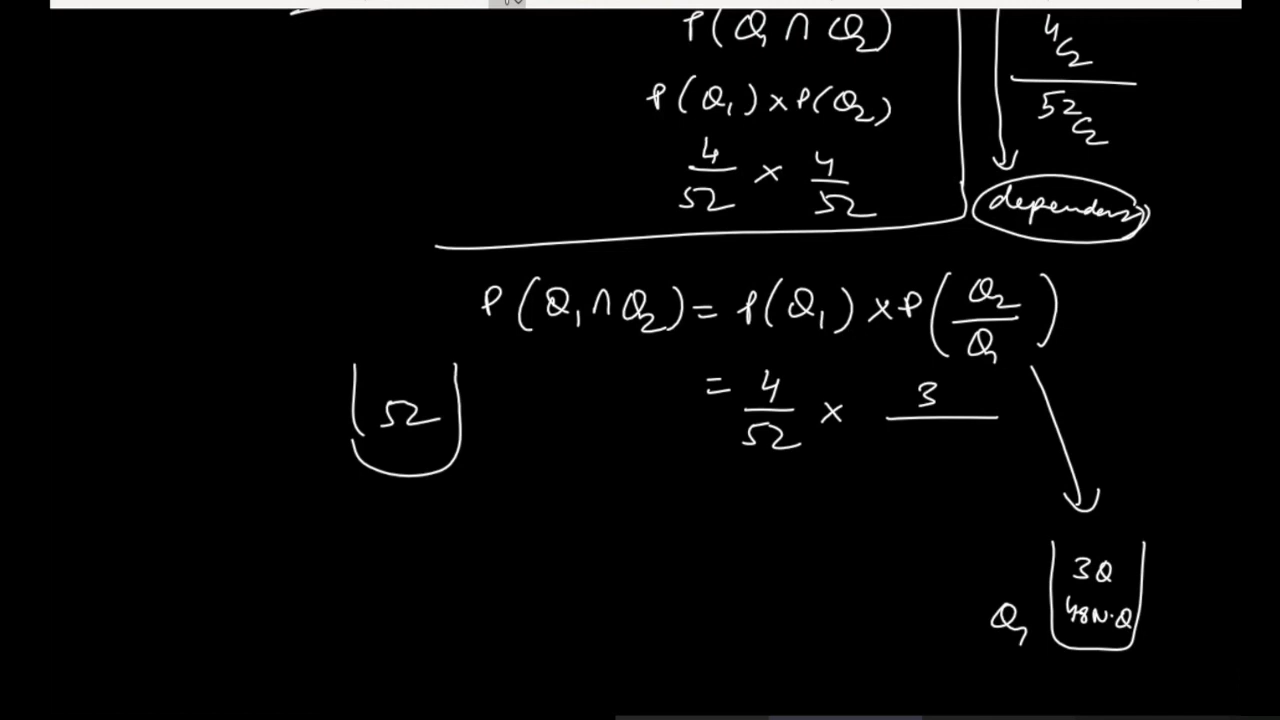 P(Q₁ ∩ Q₂)
P(Q₁) × P(Q₂)
4/52 × 4/52
⁴C₂
⁵²C₂
P(Q₁ ∩ Q₂) = P(Q₁) × P(Q₂/Q₁)
= 4/52 × 3/
52
3Q
48N.Q
Q₁